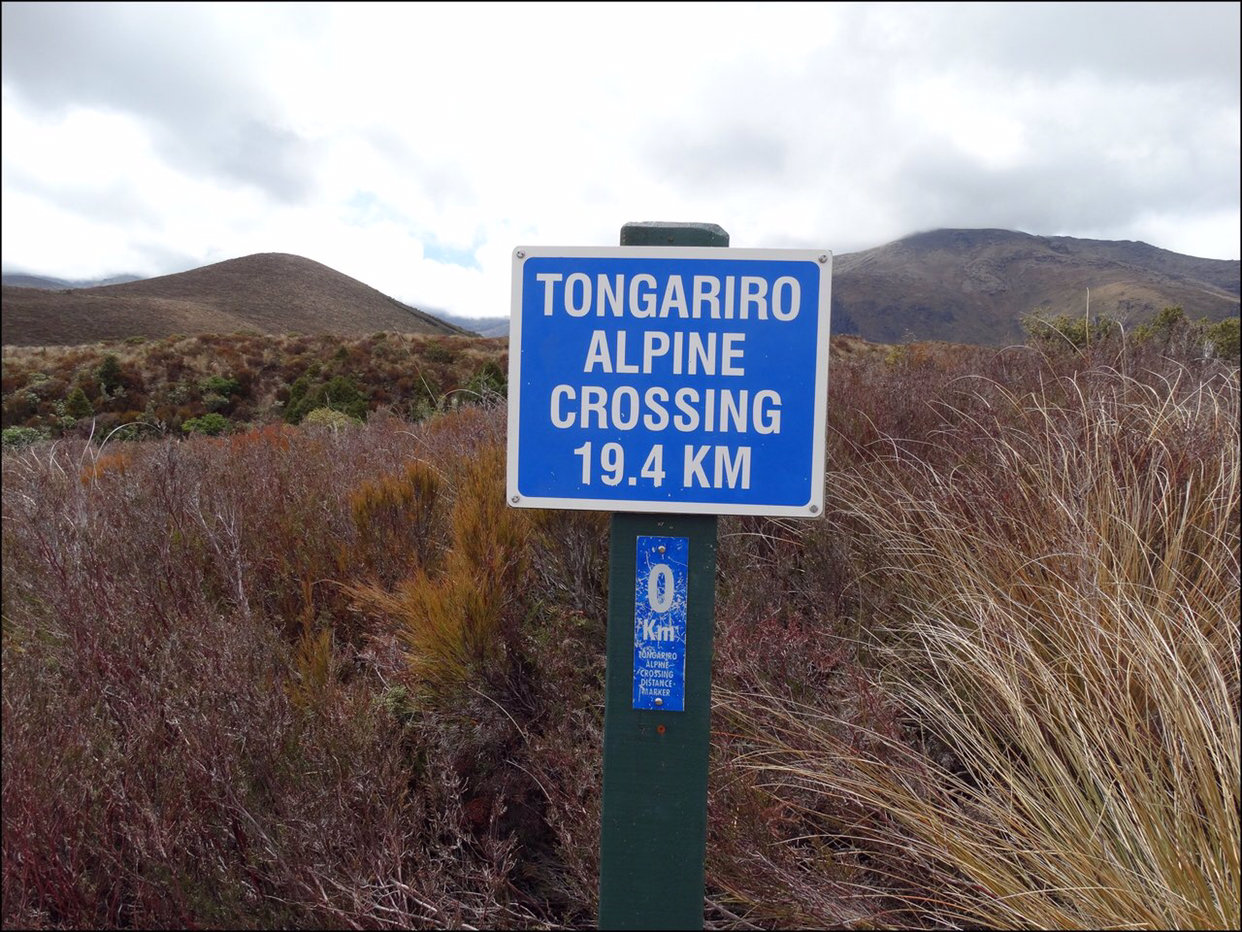 TONGARIRO
ALPINE
CROSSING
19.4 KM
0
Km
TONGARIRO
ALPINE
CROSSING
DISTANCE
MARKER